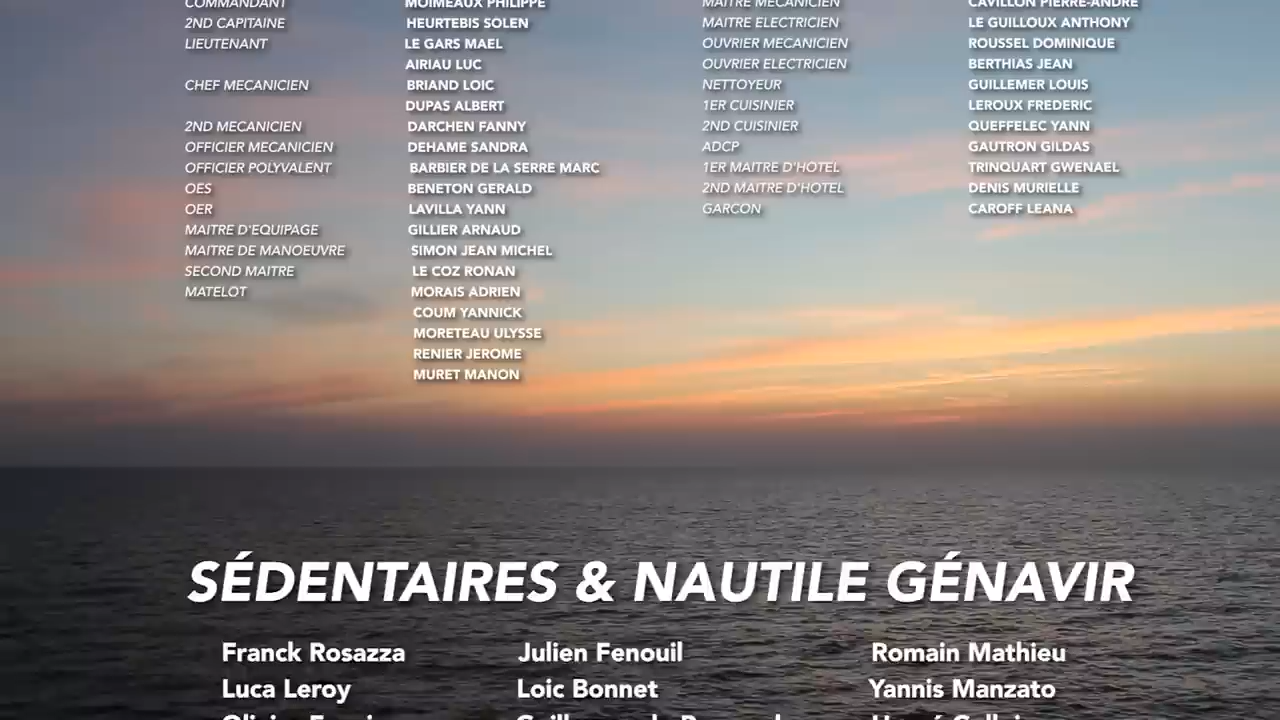 COMMANDANT MOIMEAUX PHILIPPE
2ND CAPITAINE HEURTEBIS SOLEN
LIEUTENANT LE GARS MAEL
AIRIAU LUC
CHEF MECANICIEN BRIAND LOIC
DUPAS ALBERT
2ND MECANICIEN DARCHEN FANNY
OFFICIER MECANICIEN DEHAME SANDRA
OFFICIER POLYVALENT BARBIER DE LA SERRE MARC
OES BENETON GERALD
OER LAVILLA YANN
MAITRE D'EQUIPAGE GILLIER ARNAUD
MAITRE DE MANOEUVRE SIMON JEAN MICHEL
SECOND MAITRE LE COZ RONAN
MATELOT MORAIS ADRIEN
COUM YANNICK
MORETEAU ULYSSE
RENIER JEROME
MURET MANON
MAITRE MECANICIEN CAVILLON PIERRE-ANDRE
MAITRE ELECTRICIEN LE GUILLOUX ANTHONY
OUVRIER MECANICIEN ROUSSEL DOMINIQUE
OUVRIER ELECTRICIEN BERTHIAS JEAN
NETTOYEUR GUILLEMER LOUIS
1ER CUISINIER LEROUX FREDERIC
2ND CUISINIER QUEFFELEC YANN
ADCP GAUTRON GILDAS
1ER MAITRE D'HOTEL TRINQUART GWENAEL
2ND MAITRE D'HOTEL DENIS MURIELLE
GARCON CAROFF LEANA
SÉDENTAIRES & NAUTILE GÉNAVIR
Franck Rosazza Julien Fenouil Romain Mathieu
Luca Leroy Loic Bonnet Yannis Manzato